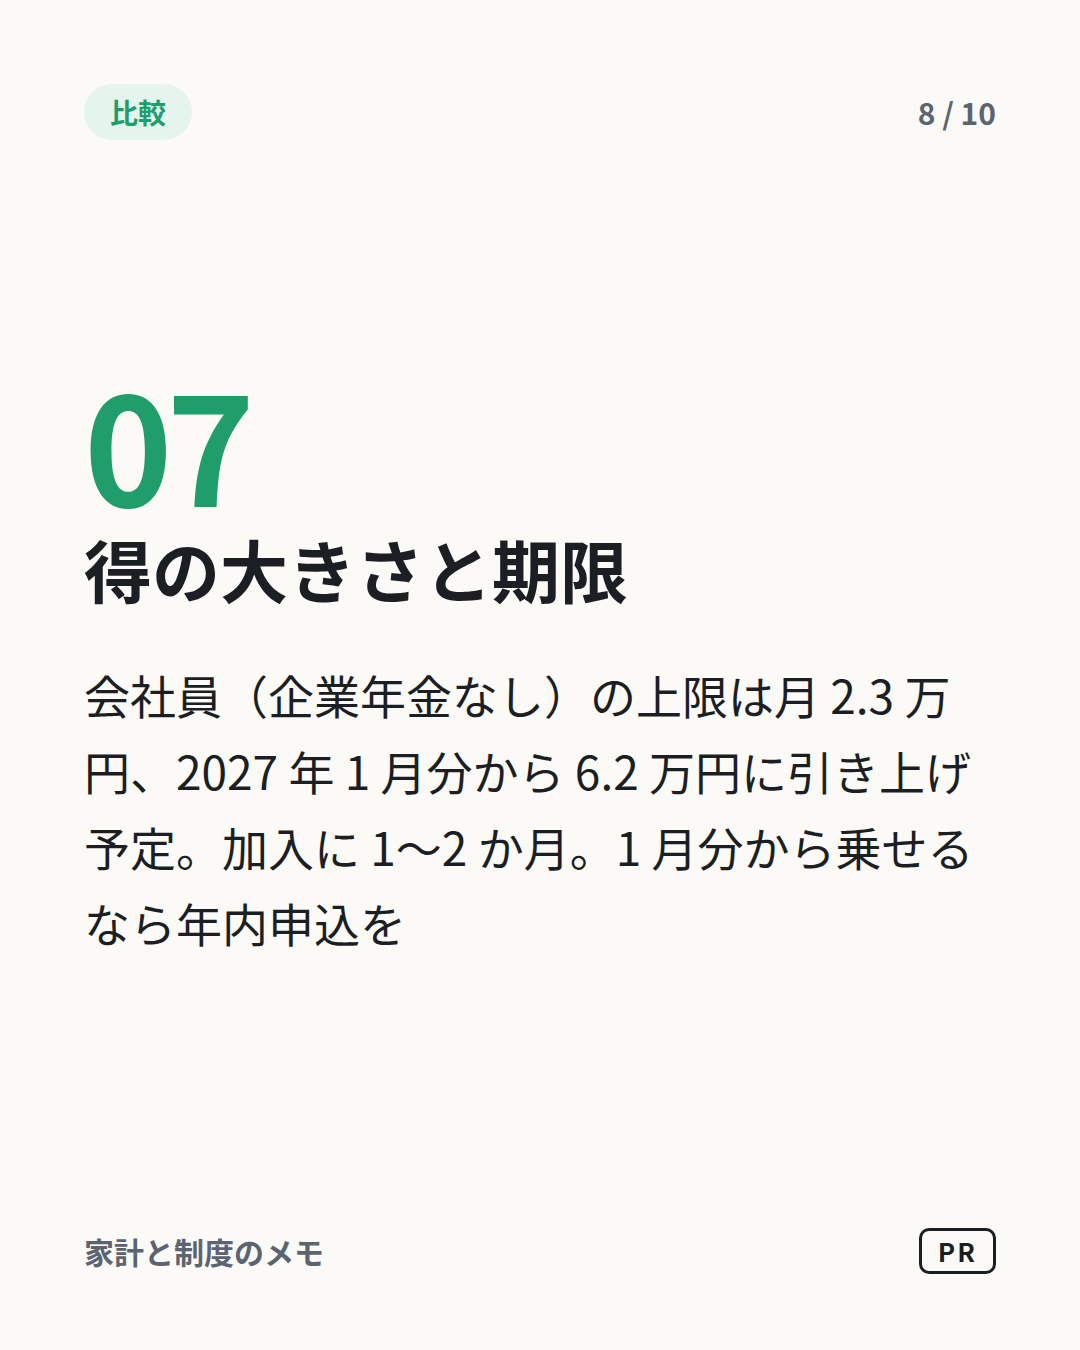 比較
8 / 10
07
得の大きさと期限
会社員（企業年金なし）の上限は月 2.3 万
円、2027 年 1 月分から 6.2 万円に引き上げ
予定。加入に 1〜2 か月。1 月分から乗せる
なら年内申込を
家計と制度のメモ
PR